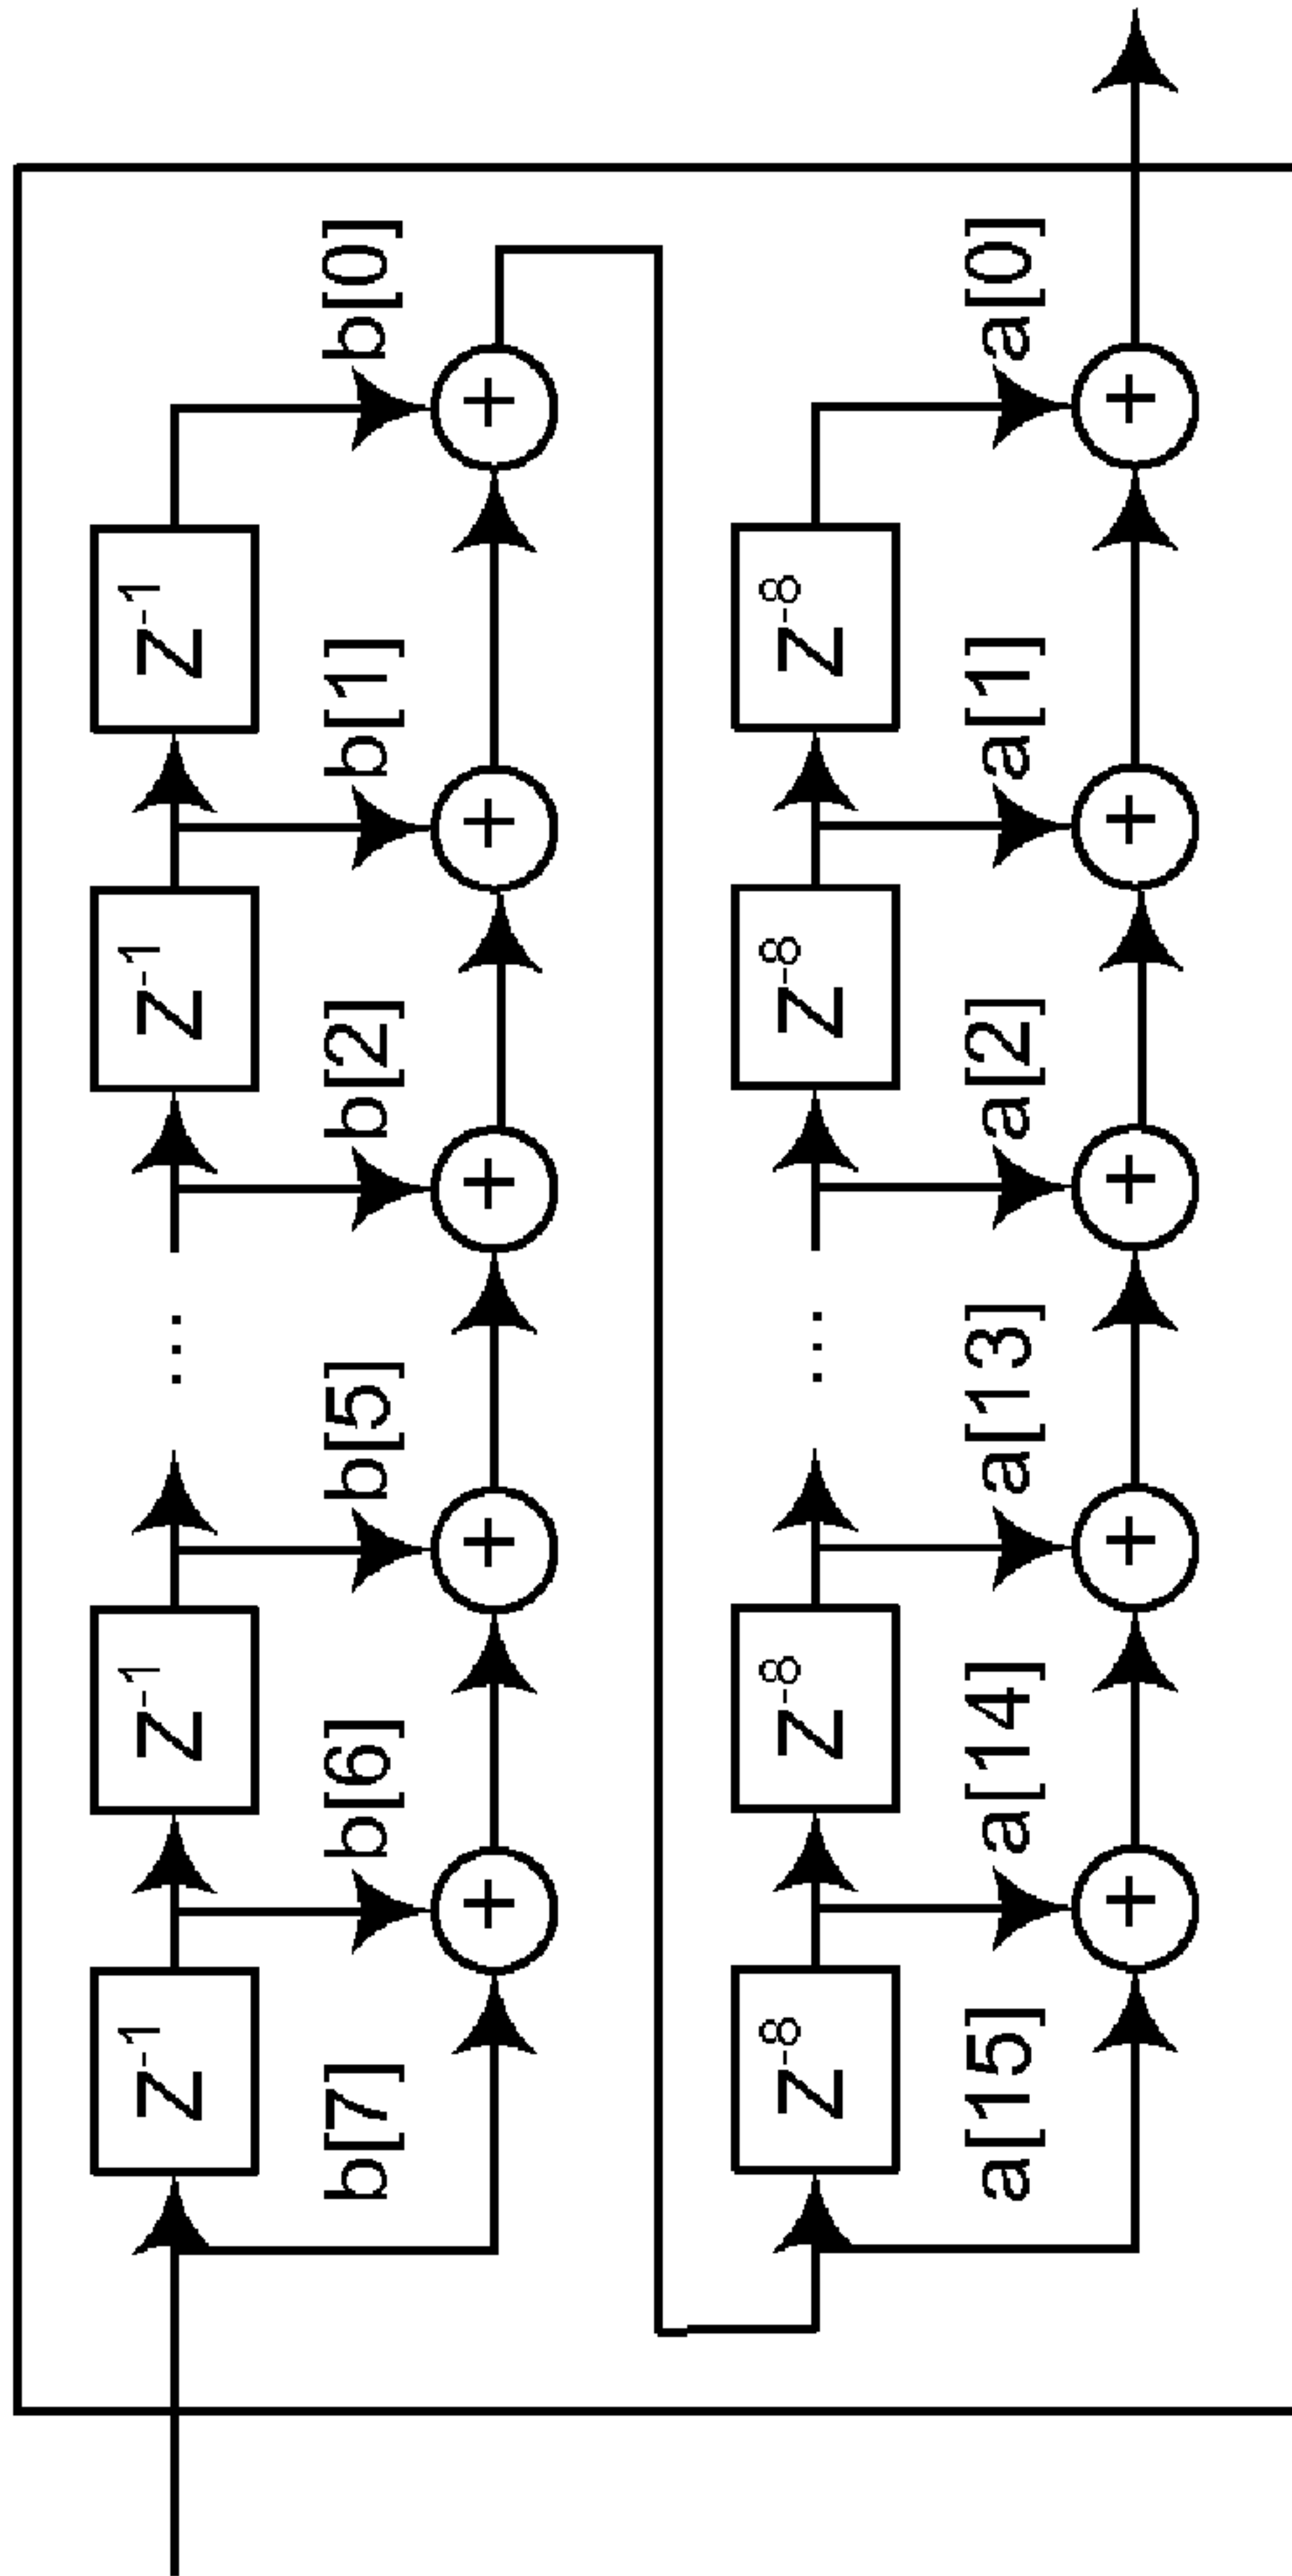 Z-1 Z-1 ... Z-1 Z-1
b[7] b[6] b[5] b[2] b[1] b[0]
+ + + + +
Z-8 Z-8 ... Z-8 Z-8
a[15] a[14] a[13] a[2] a[1] a[0]
+ + + + +